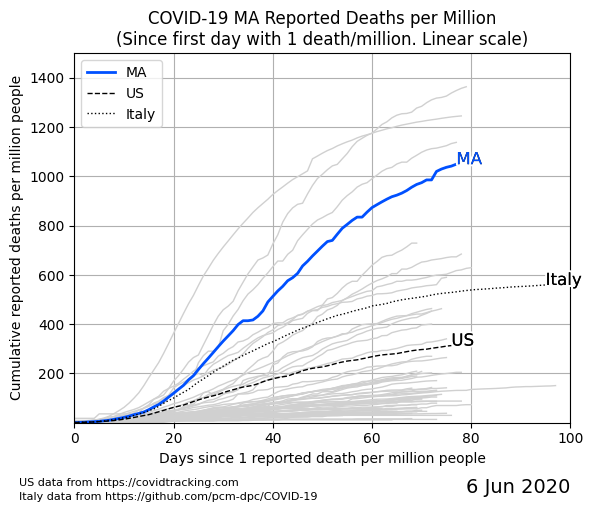 COVID-19 MA Reported Deaths per Million
(Since first day with 1 death/million. Linear scale)
Cumulative reported deaths per million people
1400
1200
1000
800
600
400
200
MA
US
Italy
MA
Italy
US
0
20
40
60
80
100
Days since 1 reported death per million people
US data from https://covidtracking.com
Italy data from https://github.com/pcm-dpc/COVID-19
6 Jun 2020